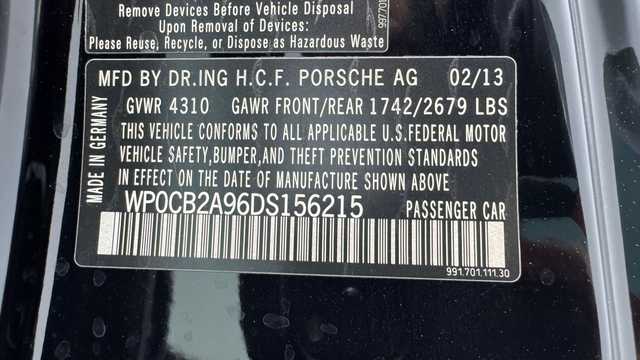 Remove Devices Before Vehicle Disposal
Upon Removal of Devices:
Please Reuse, Recycle, or Dispose as Hazardous Waste
997.701
MFD BY DR.ING H.C.F. PORSCHE AG 02/13
GVWR 4310 GAWR FRONT/REAR 1742/2679 LBS
THIS VEHICLE CONFORMS TO ALL APPLICABLE U.S.FEDERAL MOTOR
VEHICLE SAFETY,BUMPER,AND THEFT PREVENTION STANDARDS
IN EFFECT ON THE DATE OF MANUFACTURE SHOWN ABOVE
WP0CB2A96DS156215 PASSENGER CAR
MADE IN GERMANY
991.701.111.30